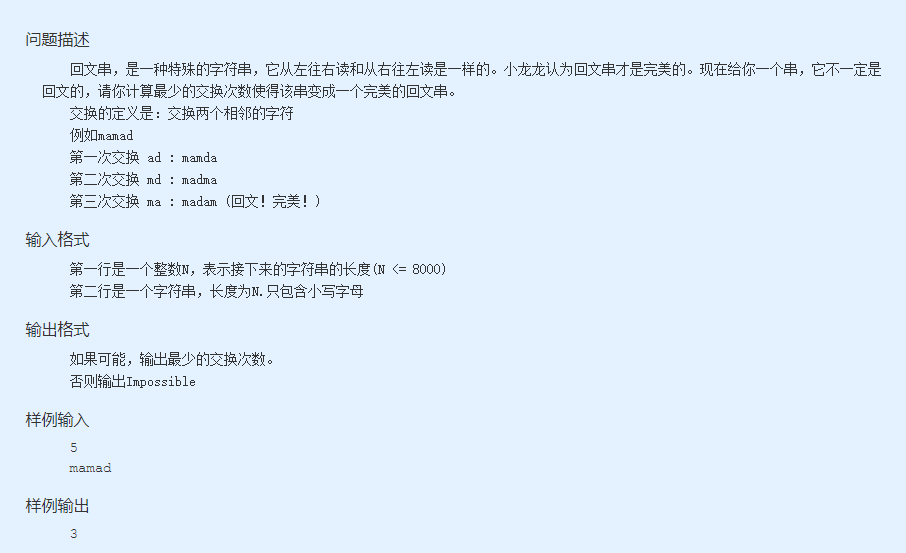 问题描述
回文串，是一种特殊的字符串，它从左往右读和从右往左读是一样的。小龙龙认为回文串才是完美的。现在给你一个串，它不一定是
回文的，请你计算最少的交换次数使得该串变成一个完美的回文串。
交换的定义是：交换两个相邻的字符
例如mamad
第一次交换 ad : mamda
第二次交换 md : madma
第三次交换 ma : madam (回文！完美！)
输入格式
第一行是一个整数N，表示接下来的字符串的长度(N <= 8000)
第二行是一个字符串，长度为N.只包含小写字母
输出格式
如果可能，输出最少的交换次数。
否则输出Impossible
样例输入
5
mamad
样例输出
3